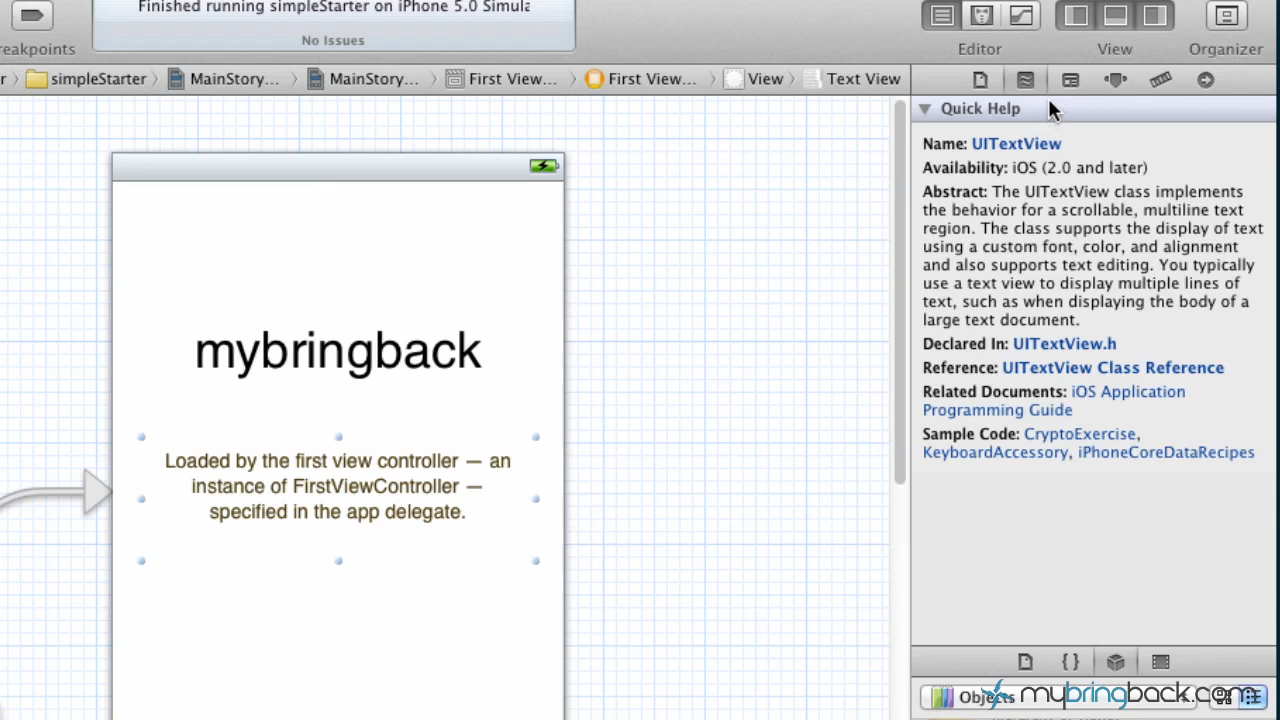 Finished running simpleStarter on iPhone 5.0 Simula
No Issues
eakpoints
Editor
View
Organizer
r
simpleStarter
MainStory...
MainStory...
First View...
First View...
View
Text View
Quick Help
Name: UITextView
Availability: iOS (2.0 and later)
Abstract: The UITextView class implements
the behavior for a scrollable, multiline text
region. The class supports the display of text
using a custom font, color, and alignment
and also supports text editing. You typically
use a text view to display multiple lines of
text, such as when displaying the body of a
large text document.
Declared In: UITextView.h
Reference: UITextView Class Reference
Related Documents: iOS Application
Programming Guide
Sample Code: CryptoExercise,
KeyboardAccessory, iPhoneCoreDataRecipes
mybringback
Loaded by the first view controller — an
instance of FirstViewController —
specified in the app delegate.
{ }
Objects
mybringback.com